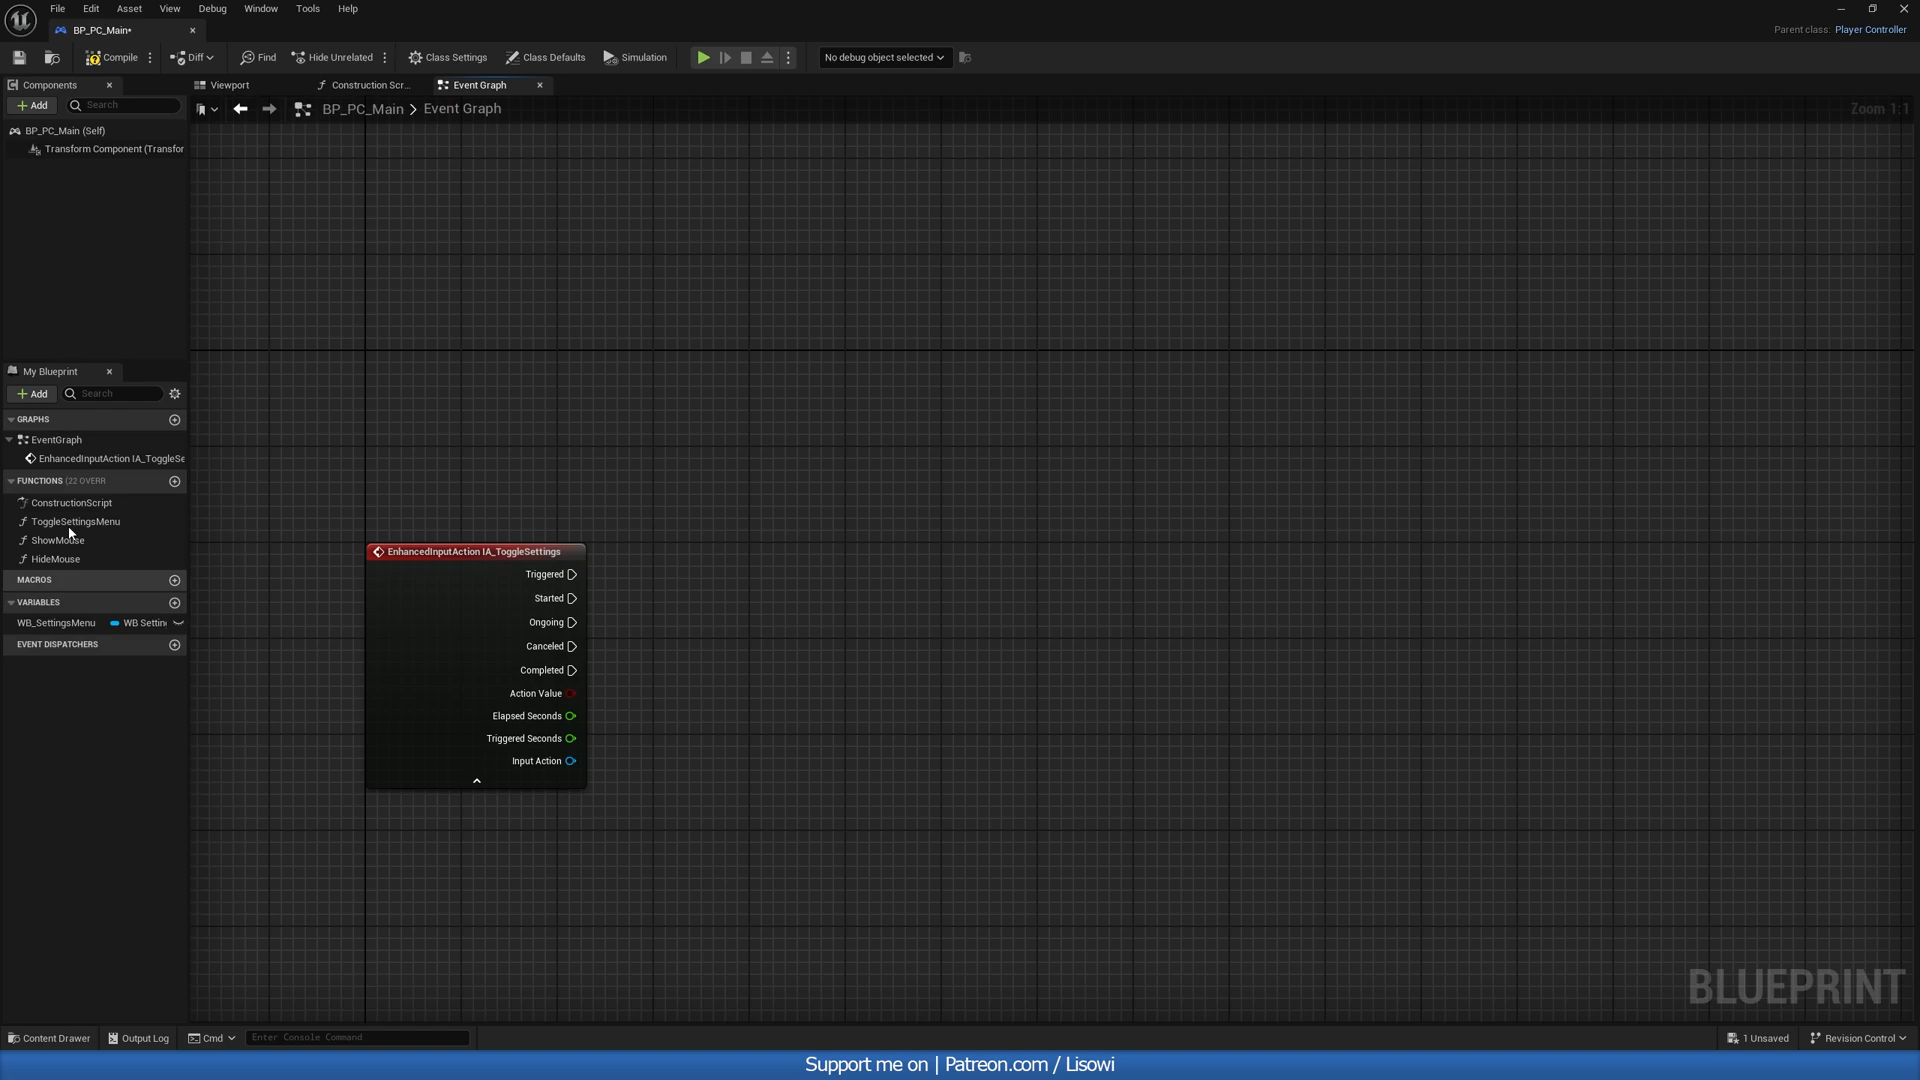 File Edit Asset View Debug Window Tools Help
BP_PC_Main•
Parent class: Player Controller
Compile Diff Find Hide Unrelated Class Settings Class Defaults Simulation No debug object selected
Components Viewport Construction Scr... Event Graph
Add Search
BP_PC_Main > Event Graph
Zoom 1:1
BP_PC_Main (Self)
Transform Component (Transfor
My Blueprint
Add Search
GRAPHS
EventGraph
EnhancedInputAction IA_ToggleSe
FUNCTIONS (22 OVERR
ConstructionScript
ToggleSettingsMenu
ShowMouse
HideMouse
MACROS
VARIABLES
WB_SettingsMenu WB Settin
EVENT DISPATCHERS
EnhancedInputAction IA_ToggleSettings
Triggered
Started
Ongoing
Canceled
Completed
Action Value
Elapsed Seconds
Triggered Seconds
Input Action
BLUEPRINT
Content Drawer Output Log Cmd Enter Console Command 1 Unsaved Revision Control
Support me on | Patreon.com / Lisowi